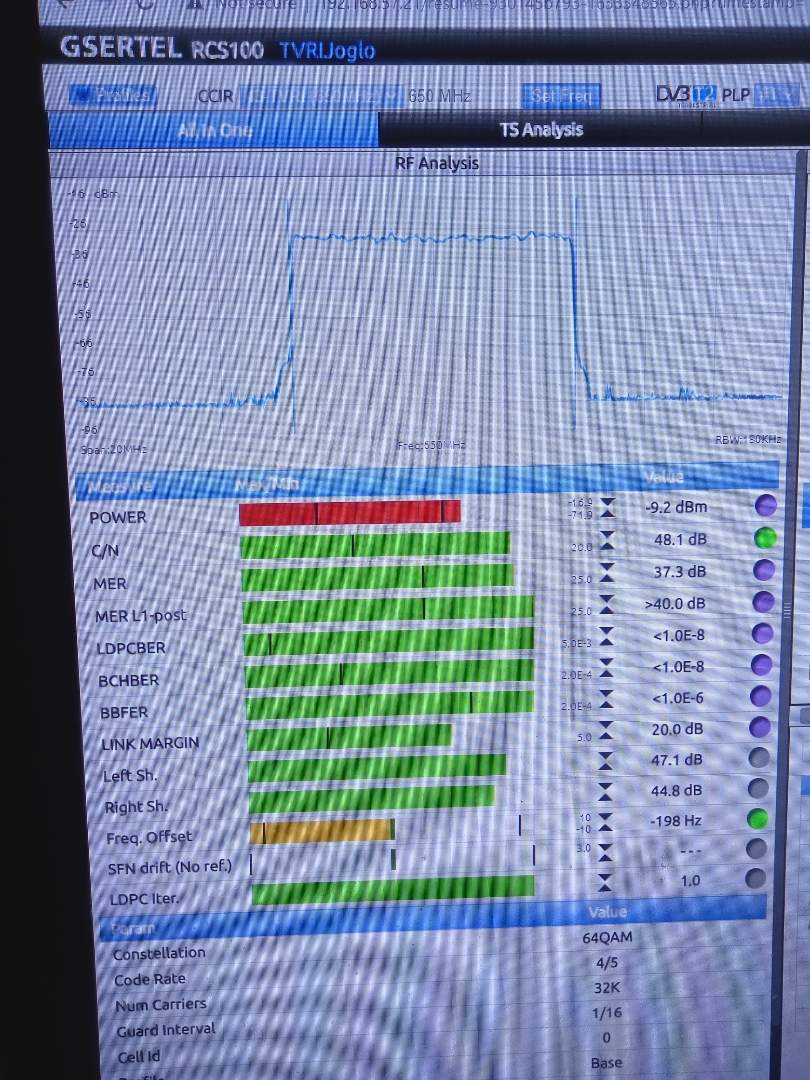 Not secure 192.168.57.21/resume-930
GSERTEL RCS100 TVRIJoglo
Profiles CCIR 650 MHz Set Freq DVB T2 PLP
All In One TS Analysis
RF Analysis
-16 dBm
-26
-36
-46
-56
-66
-76
-86
-96
Span:20MHz Freq:650MHz RBW:180KHz
Measure Max/Min Value
POWER -16.9 -71.9 -9.2 dBm
C/N 20.0 48.1 dB
MER 25.0 37.3 dB
MER L1-post 25.0 >40.0 dB
LDPCBER 5.0E-3 <1.0E-8
BCHBER 2.0E-4 <1.0E-8
BBFER 2.0E-4 <1.0E-6
LINK MARGIN 5.0 20.0 dB
Left Sh. 47.1 dB
Right Sh. 44.8 dB
Freq. Offset 10 -10 -198 Hz
SFN drift (No ref.) 3.0 ---
LDPC Iter. 1.0
Param Value
Constellation 64QAM
Code Rate 4/5
Num Carriers 32K
Guard Interval 1/16
Cell Id 0
Profile Base